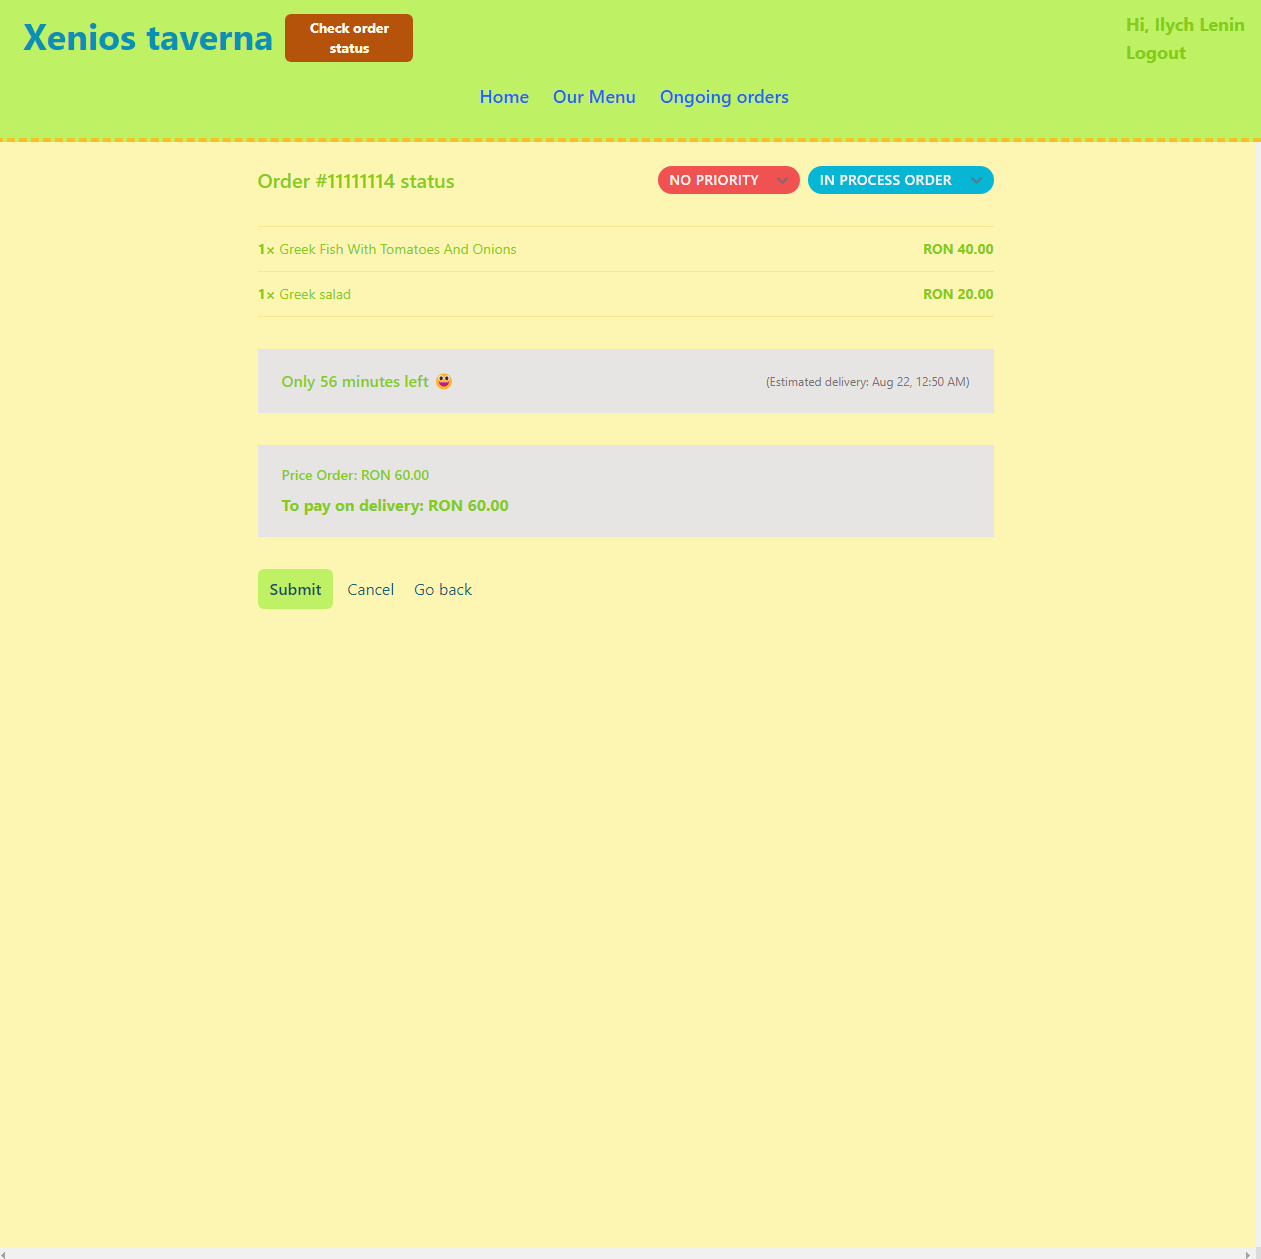 Xenios taverna
Check order
status
Hi, Ilych Lenin
Logout
Home Our Menu Ongoing orders
Order #11111114 status
NO PRIORITY
IN PROCESS ORDER
1× Greek Fish With Tomatoes And Onions RON 40.00
1× Greek salad RON 20.00
Only 56 minutes left 😀 (Estimated delivery: Aug 22, 12:50 AM)
Price Order: RON 60.00
To pay on delivery: RON 60.00
Submit Cancel Go back